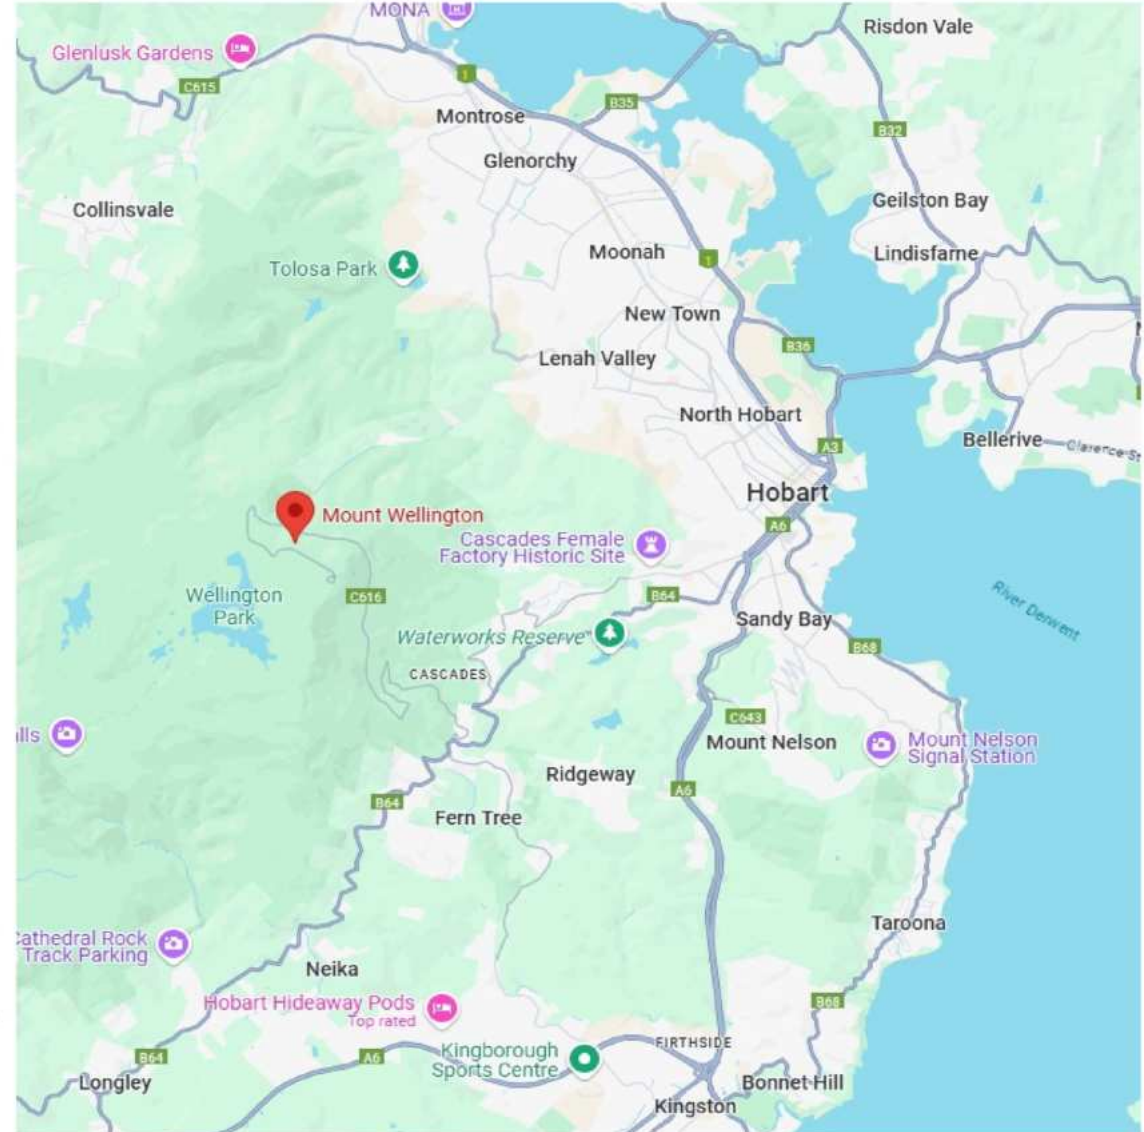 MONA
Risdon Vale
Glenlusk Gardens
C615
1
B35
Montrose
B32
Glenorchy
Geilston Bay
Collinsvale
Moonah
Lindisfarne
1
Tolosa Park
New Town
B36
Lenah Valley
North Hobart
A3
Bellerive
Clarence St
Hobart
Mount Wellington
A6
Cascades Female
Factory Historic Site
Wellington
Park
C616
B64
River Derwent
Sandy Bay
Waterworks Reserve
B68
CASCADES
C643
alls
Mount Nelson
Mount Nelson
Signal Station
Ridgeway
A6
B64
Fern Tree
Taroona
Cathedral Rock
Track Parking
Neika
Hobart Hideaway Pods
Top rated
B68
FIRTHSIDE
B64
A6
Kingborough
Sports Centre
Longley
Bonnet Hill
Kingston